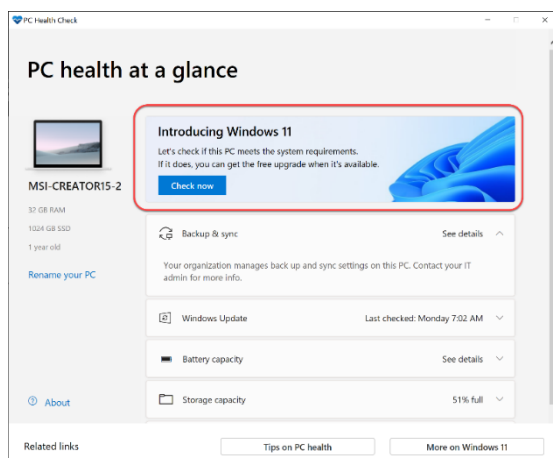 PC Health Check
PC health at a glance
MSI-CREATOR15-2
32 GB RAM
1024 GB SSD
1 year old
Rename your PC
About
Introducing Windows 11
Let's check if this PC meets the system requirements.
If it does, you can get the free upgrade when it's available.
Check now
Backup & sync
See details
Your organization manages back up and sync settings on this PC. Contact your IT
admin for more info.
Windows Update
Last checked: Monday 7:02 AM
Battery capacity
See details
Storage capacity
51% full
Related links
Tips on PC health
More on Windows 11